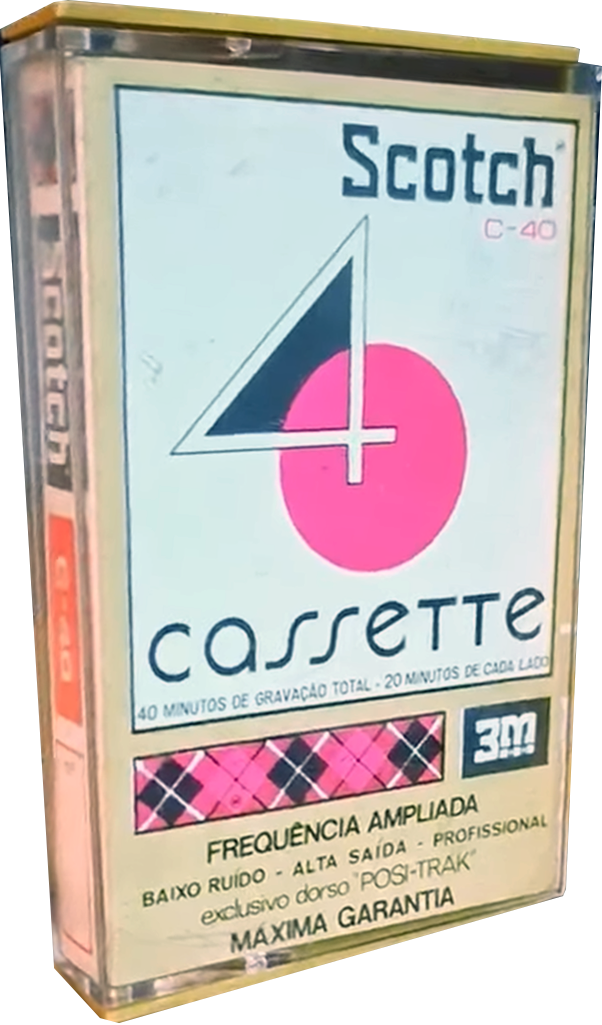 Scotch
C-40
40
cassette
40 MINUTOS DE GRAVAÇÃO TOTAL - 20 MINUTOS DE CADA LADO
3M
FREQUÊNCIA AMPLIADA
BAIXO RUÍDO - ALTA SAÍDA - PROFISSIONAL
exclusivo dorso "POSI-TRAK"
MÁXIMA GARANTIA
Scotch
C-40